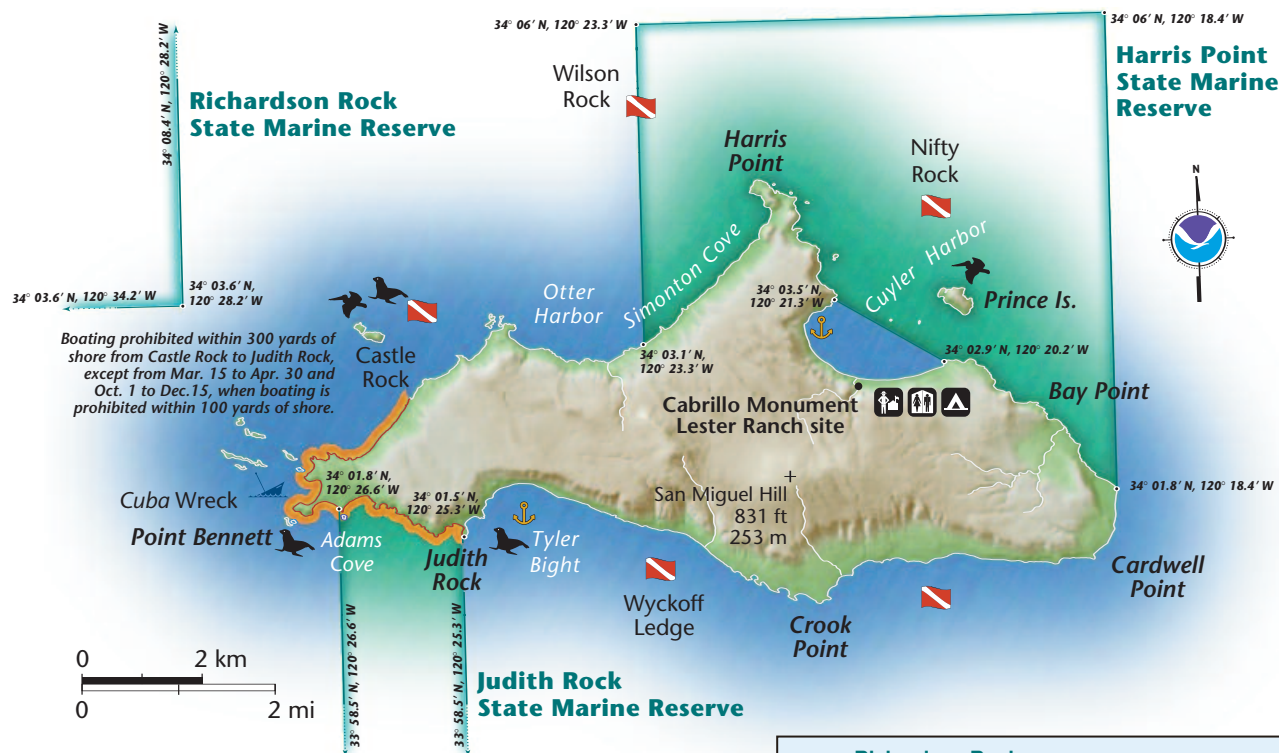 34° 06′ N, 120° 23.3′ W
34° 06′ N, 120° 18.4′ W
34° 08.4′ N, 120° 28.2′ W
Richardson Rock
State Marine Reserve
Wilson
Rock
Harris Point
State Marine
Reserve
Harris
Point
Nifty
Rock
N
Simonton Cove
Cuyler Harbor
Otter
Harbor
Prince Is.
34° 03.6′ N, 120° 34.2′ W
34° 03.6′ N,
120° 28.2′ W
34° 03.5′ N,
120° 21.3′ W
Boating prohibited within 300 yards of
shore from Castle Rock to Judith Rock,
except from Mar. 15 to Apr. 30 and
Oct. 1 to Dec.15, when boating is
prohibited within 100 yards of shore.
Castle
Rock
34° 03.1′ N,
120° 23.3′ W
34° 02.9′ N, 120° 20.2′ W
Bay Point
Cabrillo Monument
Lester Ranch site
34° 01.8′ N,
120° 26.6′ W
34° 01.5′ N,
120° 25.3′ W
San Miguel Hill
831 ft
253 m
34° 01.8′ N, 120° 18.4′ W
Cuba Wreck
Point Bennett
Adams
Cove
Judith
Rock
Tyler
Bight
Cardwell
Point
Wyckoff
Ledge
Crook
Point
33° 58.5′ N, 120° 26.6′ W
33° 58.5′ N, 120° 25.3′ W
0 2 km
0 2 mi
Judith Rock
State Marine Reserve